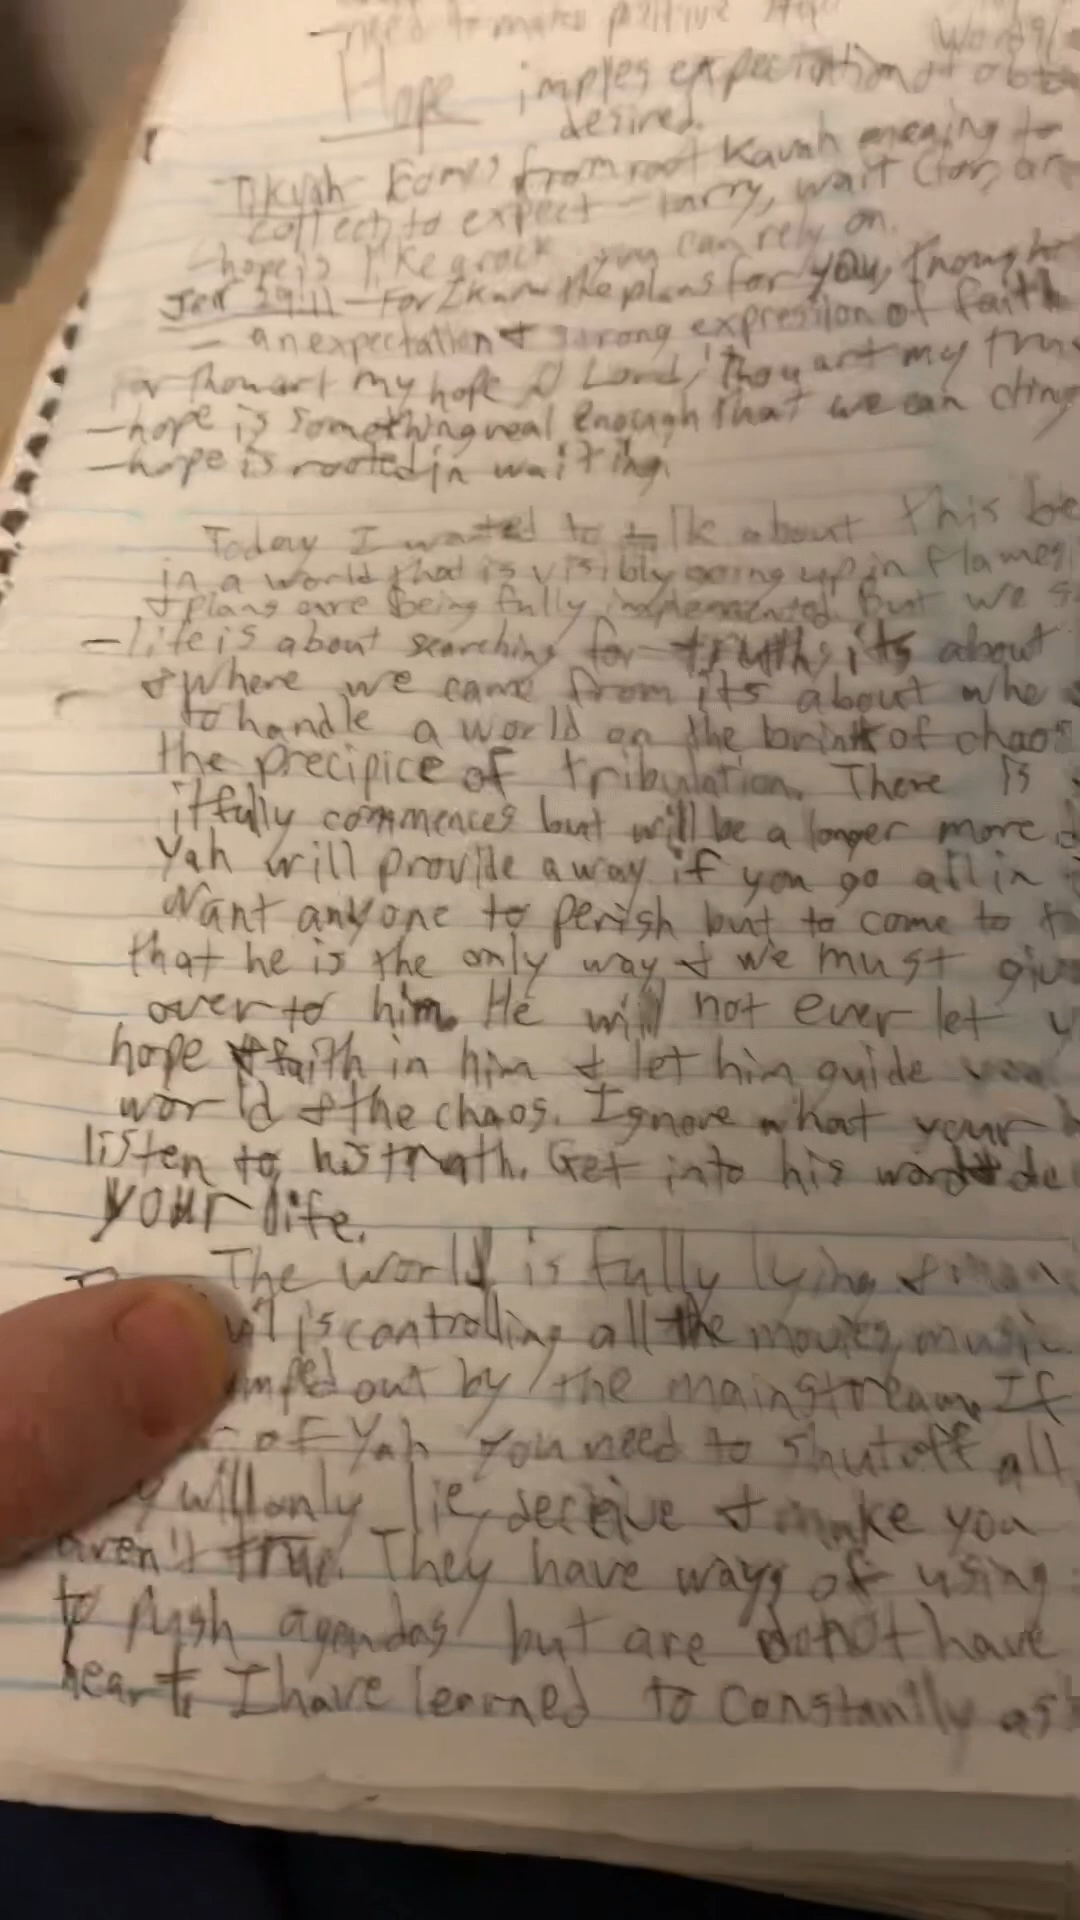 need to make positive
Hope implies expectation
desired.
Tikvah comes from root Kavah meaning to
collect, to expect - tarry, wait (for)
- hope is like a rock you can rely on.
Jer 29:11 - For I know the plans for you, thought
- an expectation & strong expression of faith
For Thou art my hope O Lord, Thou art my
- hope is something real enough that we can cling
- hope is rooted in waiting.
Today I wanted to talk about this
in a world that is visibly going up in flames
& plans are being fully implemented. But we
- life is about searching for truths, its about
& where we came from its about
to handle a world on the brink of chaos
the precipice of tribulation. There is
it fully commences but will be a longer more
Yah will provide away if you go all in
Want anyone to perish but to come to
that he is the only way & we must
over to him. He will not ever let
hope & faith in him & let him guide you
world & the chaos. Ignore what your
listen to his truth. Get into his word
your life.
The world is fully lying &
is controlling all the movies, music
out by the mainstream. If
of Yah you need to shut off all
will only lie, deceive & make you
aren't true. They have ways of using
to push agendas but are do not have
heart. I have learned to constantly